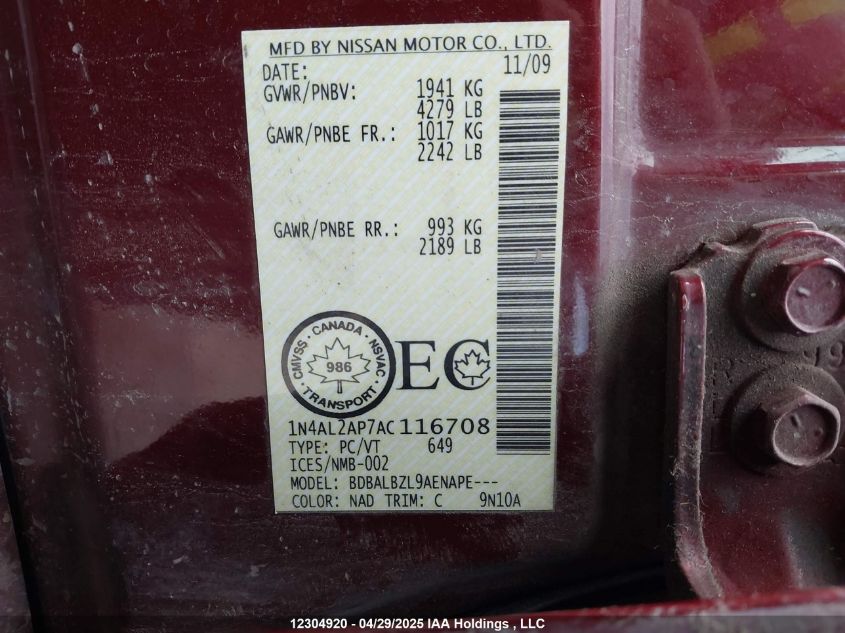 MFD BY NISSAN MOTOR CO., LTD.
DATE: 11/09
GVWR/PNBV: 1941 KG
4279 LB
GAWR/PNBE FR.: 1017 KG
2242 LB
GAWR/PNBE RR.: 993 KG
2189 LB
CANADA
CMVSS NSVAC
986
TRANSPORT
EC
1N4AL2AP7AC116708
TYPE: PC/VT 649
ICES/NMB-002
MODEL: BDBALBZL9AENAPE---
COLOR: NAD TRIM: C 9N10A
12304920 - 04/29/2025 IAA Holdings , LLC